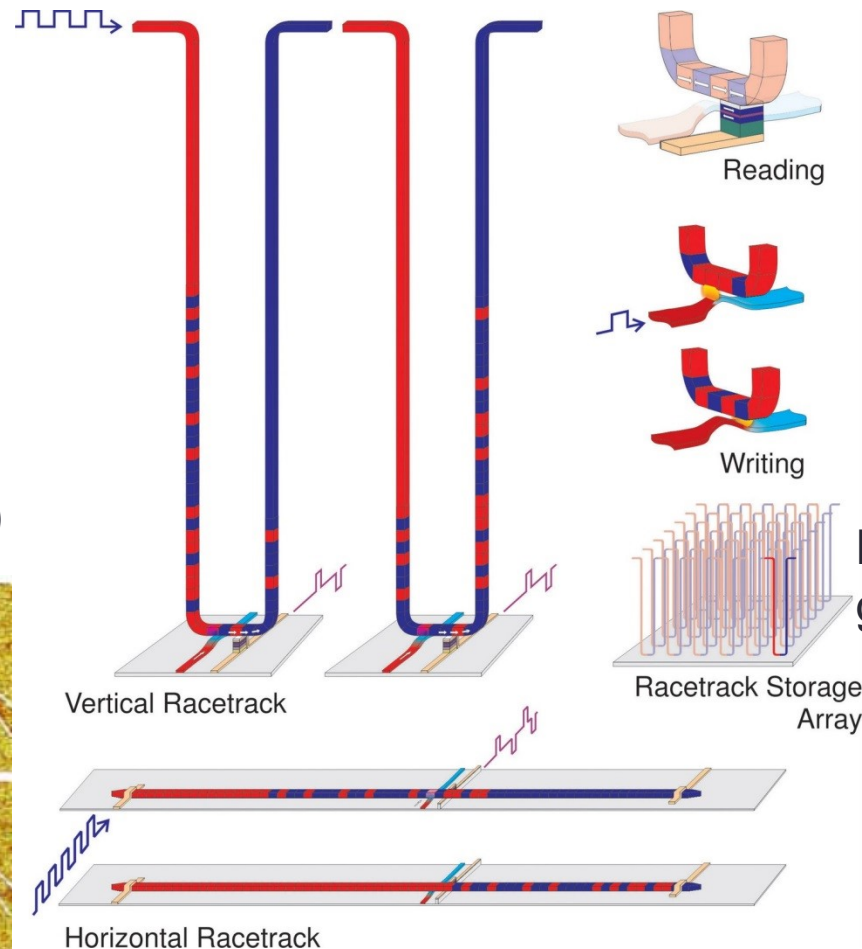 Reading
Writing
Racetrack Storage
Array
Vertical Racetrack
Horizontal Racetrack